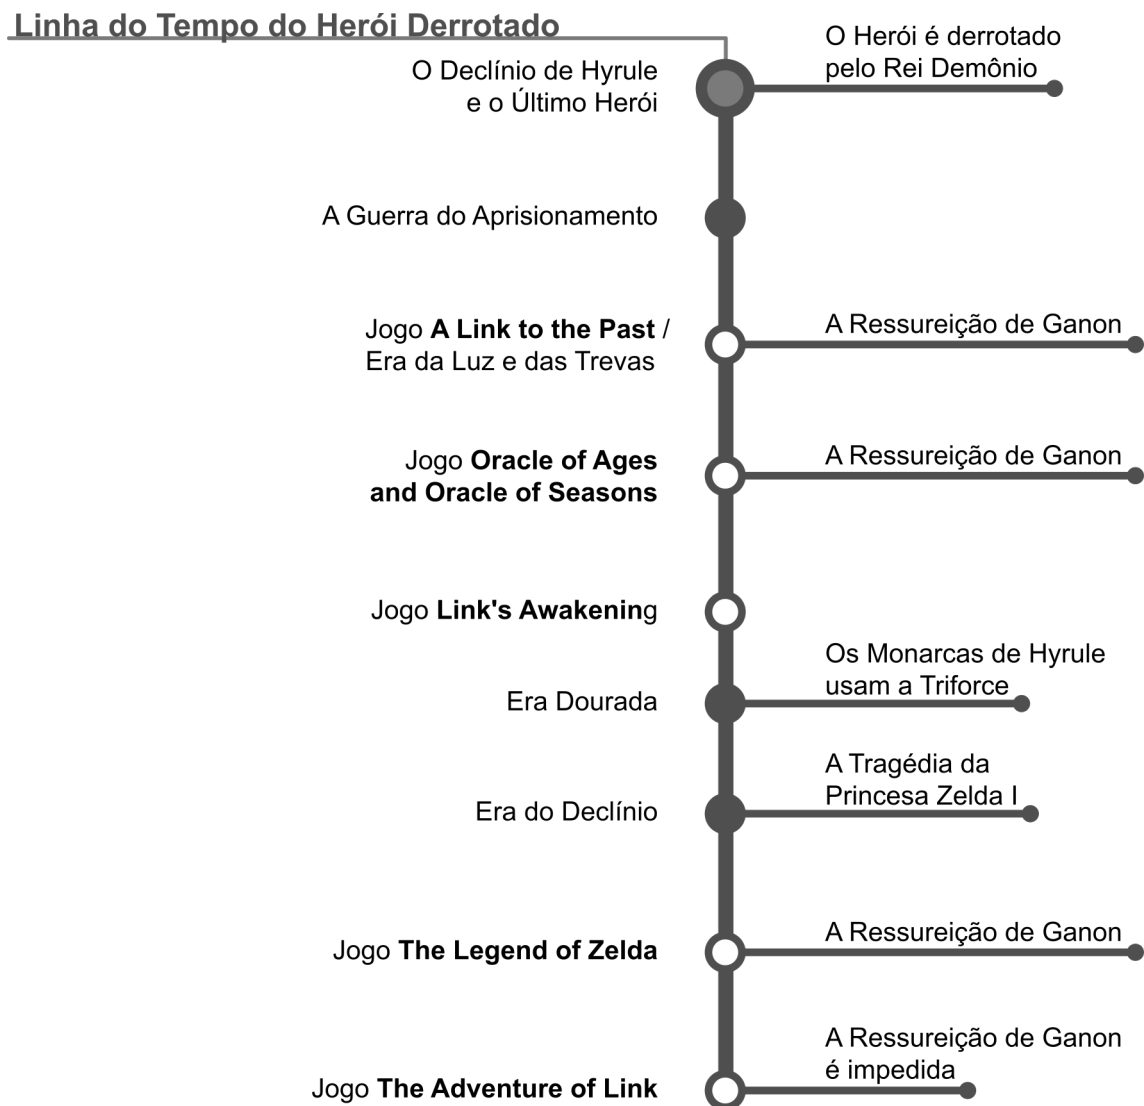 Linha do Tempo do Herói Derrotado
O Declínio de Hyrule
e o Último Herói
O Herói é derrotado
pelo Rei Demônio
A Guerra do Aprisionamento
Jogo A Link to the Past /
Era da Luz e das Trevas
A Ressureição de Ganon
Jogo Oracle of Ages
and Oracle of Seasons
A Ressureição de Ganon
Jogo Link's Awakening
Era Dourada
Os Monarcas de Hyrule
usam a Triforce
Era do Declínio
A Tragédia da
Princesa Zelda I
Jogo The Legend of Zelda
A Ressureição de Ganon
Jogo The Adventure of Link
A Ressureição de Ganon
é impedida